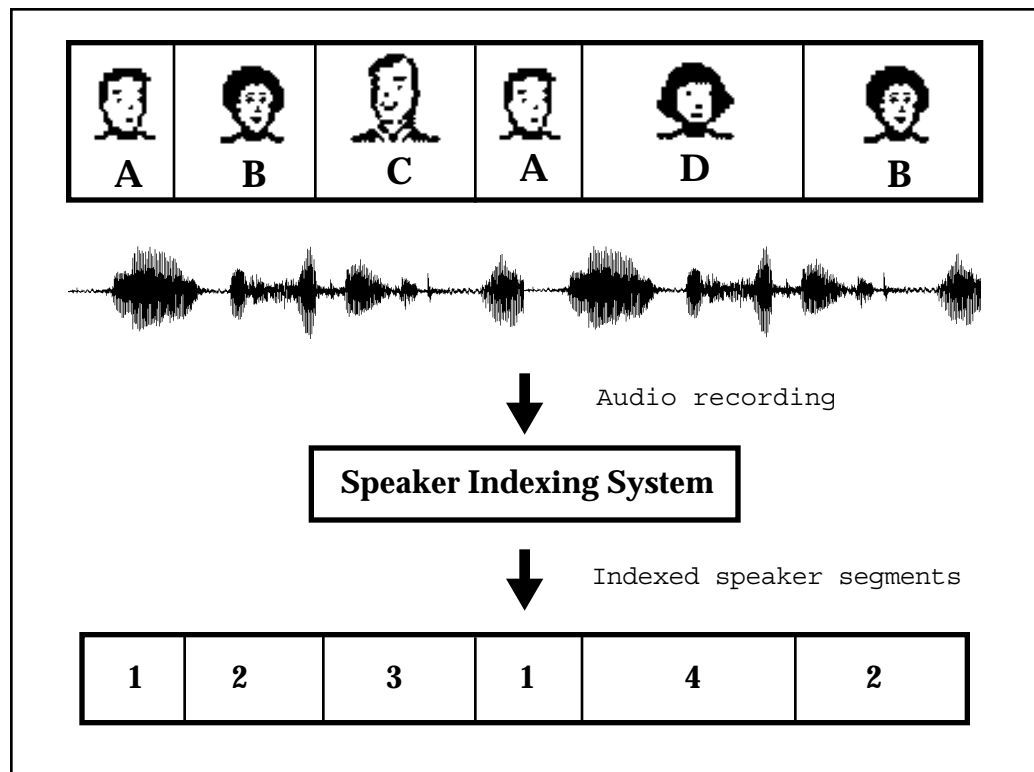 A B C A D B
Audio recording
Speaker Indexing System
Indexed speaker segments
1 2 3 1 4 2